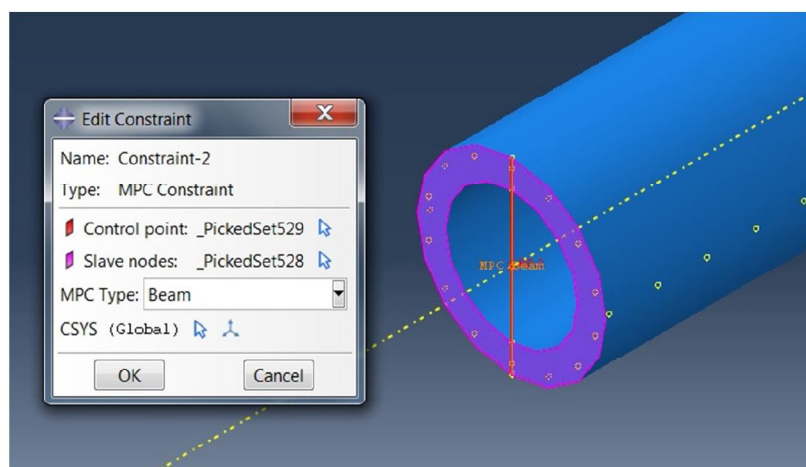 Edit Constraint
Name: Constraint-2
Type: MPC Constraint
Control point: _PickedSet529
Slave nodes: _PickedSet528
MPC Type: Beam
CSYS (Global)
OK Cancel
MPC Beam